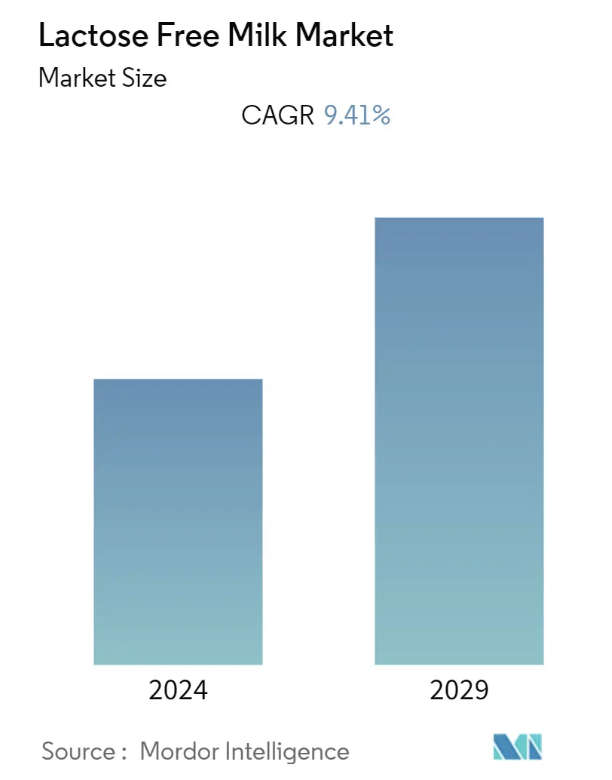 Lactose Free Milk Market
Market Size
CAGR 9.41%
2024
2029
Source : Mordor Intelligence